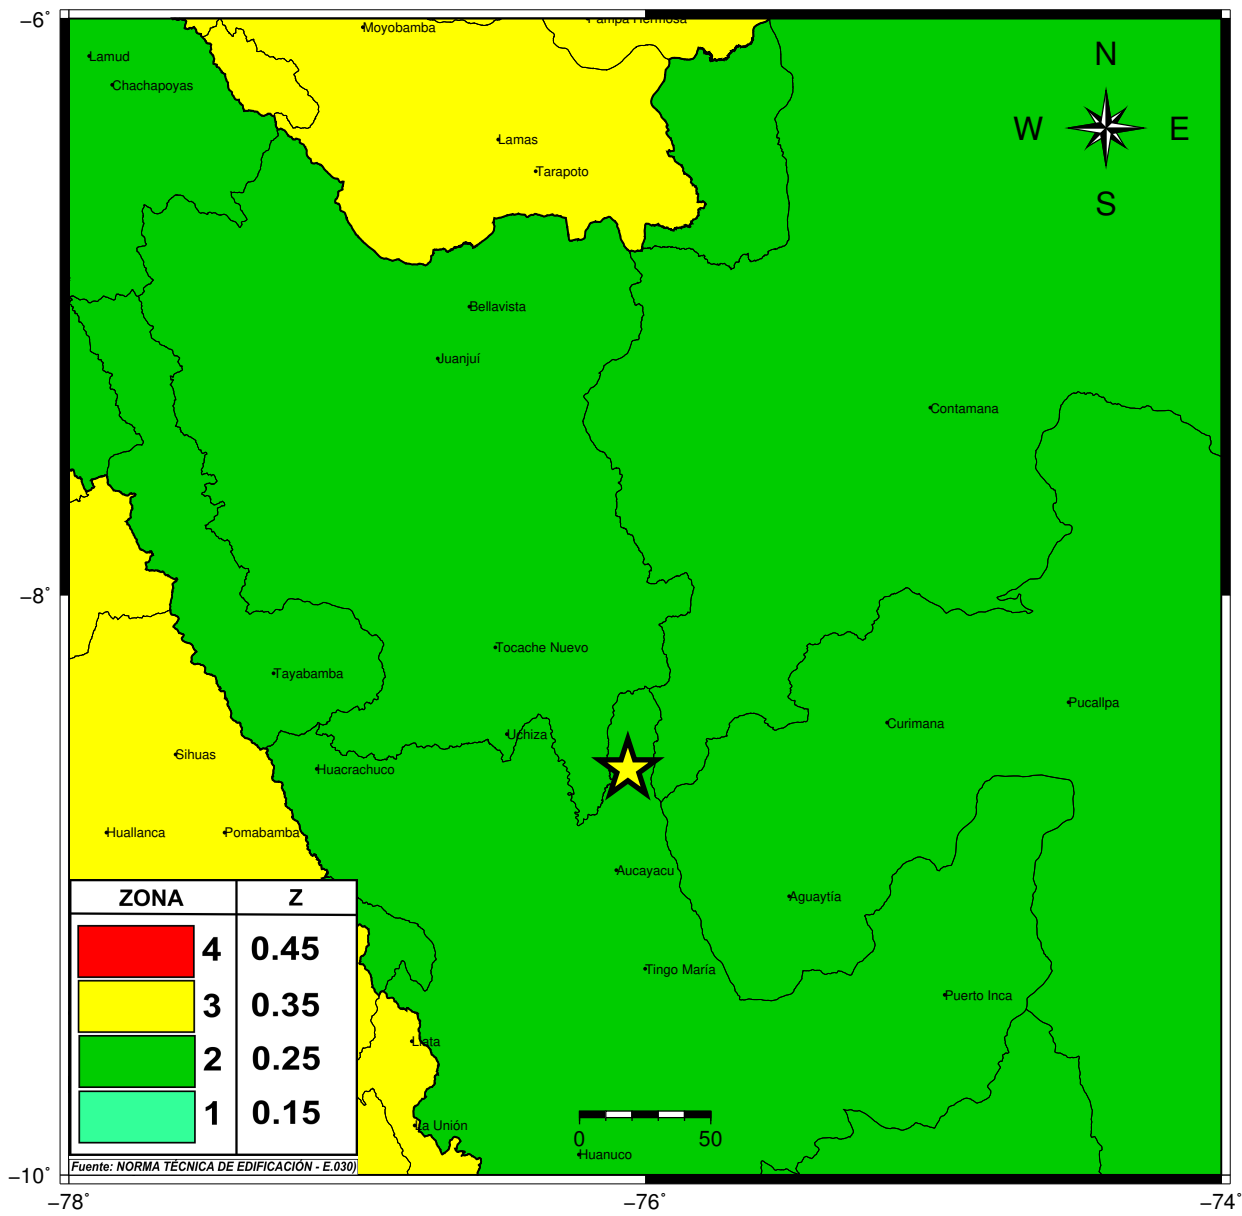 −6°
Moyobamba
Pampa Hermosa
Lamud
Chachapoyas
N
W
E
S
Lamas
Tarapoto
Bellavista
Juanjuí
Contamana
−8°
Tocache Nuevo
Tayabamba
Pucallpa
Curimana
Uchiza
Sihuas
Huacrachuco
Huallanca
Pomabamba
Aucayacu
Aguaytía
Tingo María
Puerto Inca
Llata
La Unión
Huanuco
ZONA Z
4 0.45
3 0.35
2 0.25
1 0.15
Fuente: NORMA TÉCNICA DE EDIFICACIÓN - E.030)
0 50
−10°
−78° −76° −74°